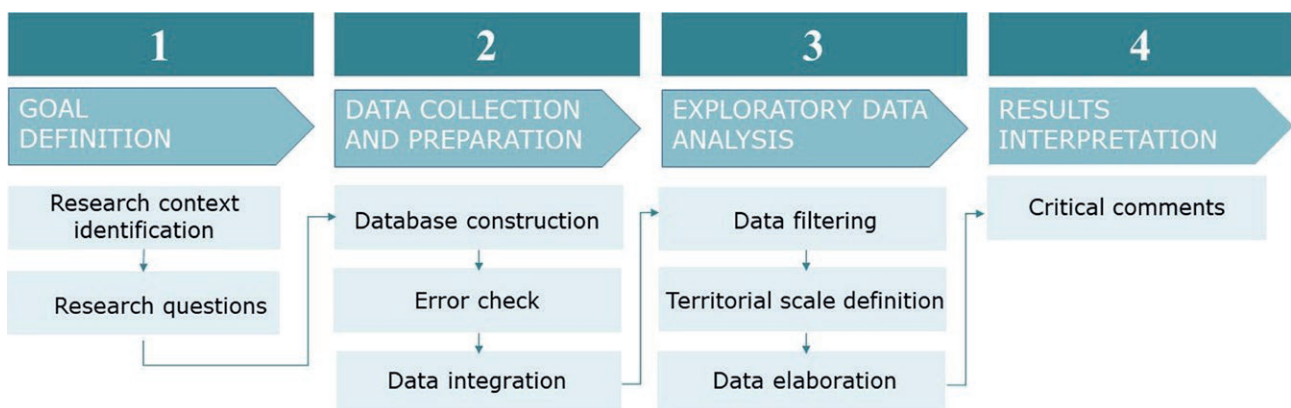 1
GOAL
DEFINITION
Research context
identification
Research questions
2
DATA COLLECTION
AND PREPARATION
Database construction
Error check
Data integration
3
EXPLORATORY DATA
ANALYSIS
Data filtering
Territorial scale definition
Data elaboration
4
RESULTS
INTERPRETATION
Critical comments